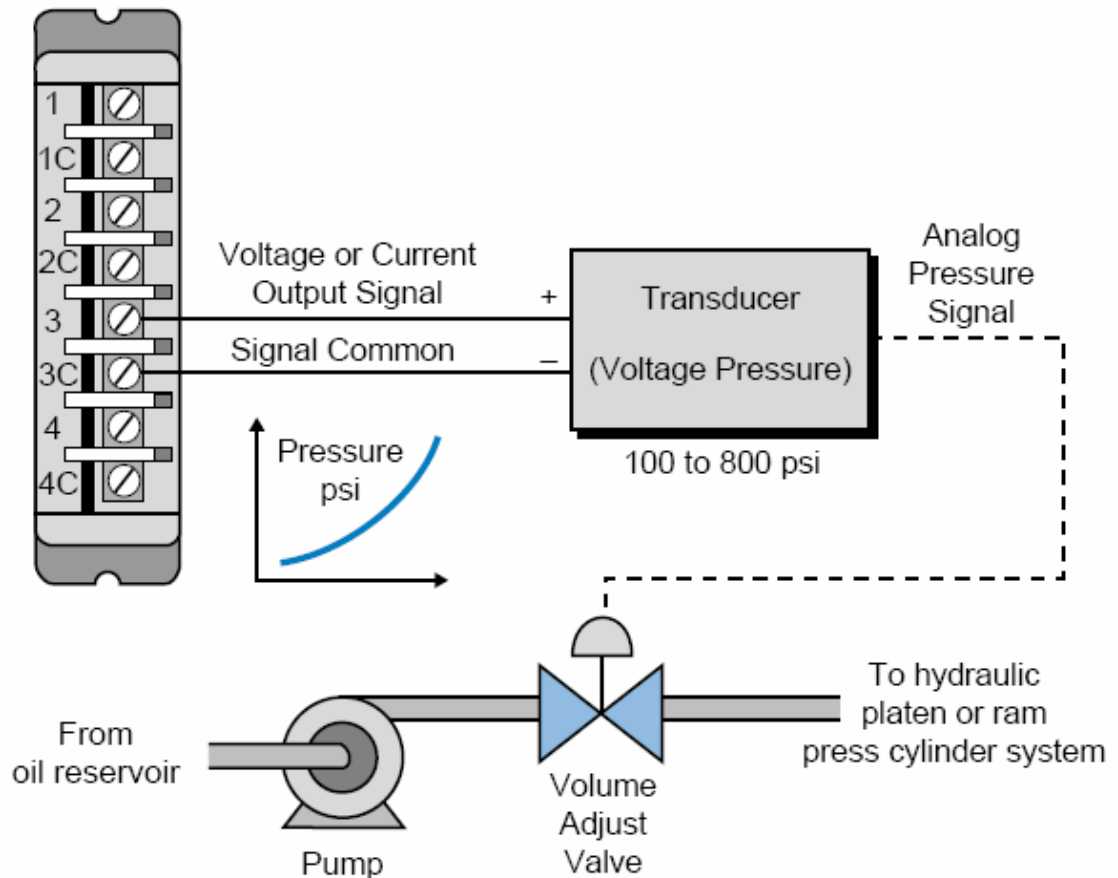 1
1C
2
2C
3
3C
4
4C
Voltage or Current
Output Signal
+
Signal Common
–
Transducer
(Voltage Pressure)
100 to 800 psi
Analog
Pressure
Signal
Pressure
psi
From
oil reservoir
Pump
Volume
Adjust
Valve
To hydraulic
platen or ram
press cylinder system